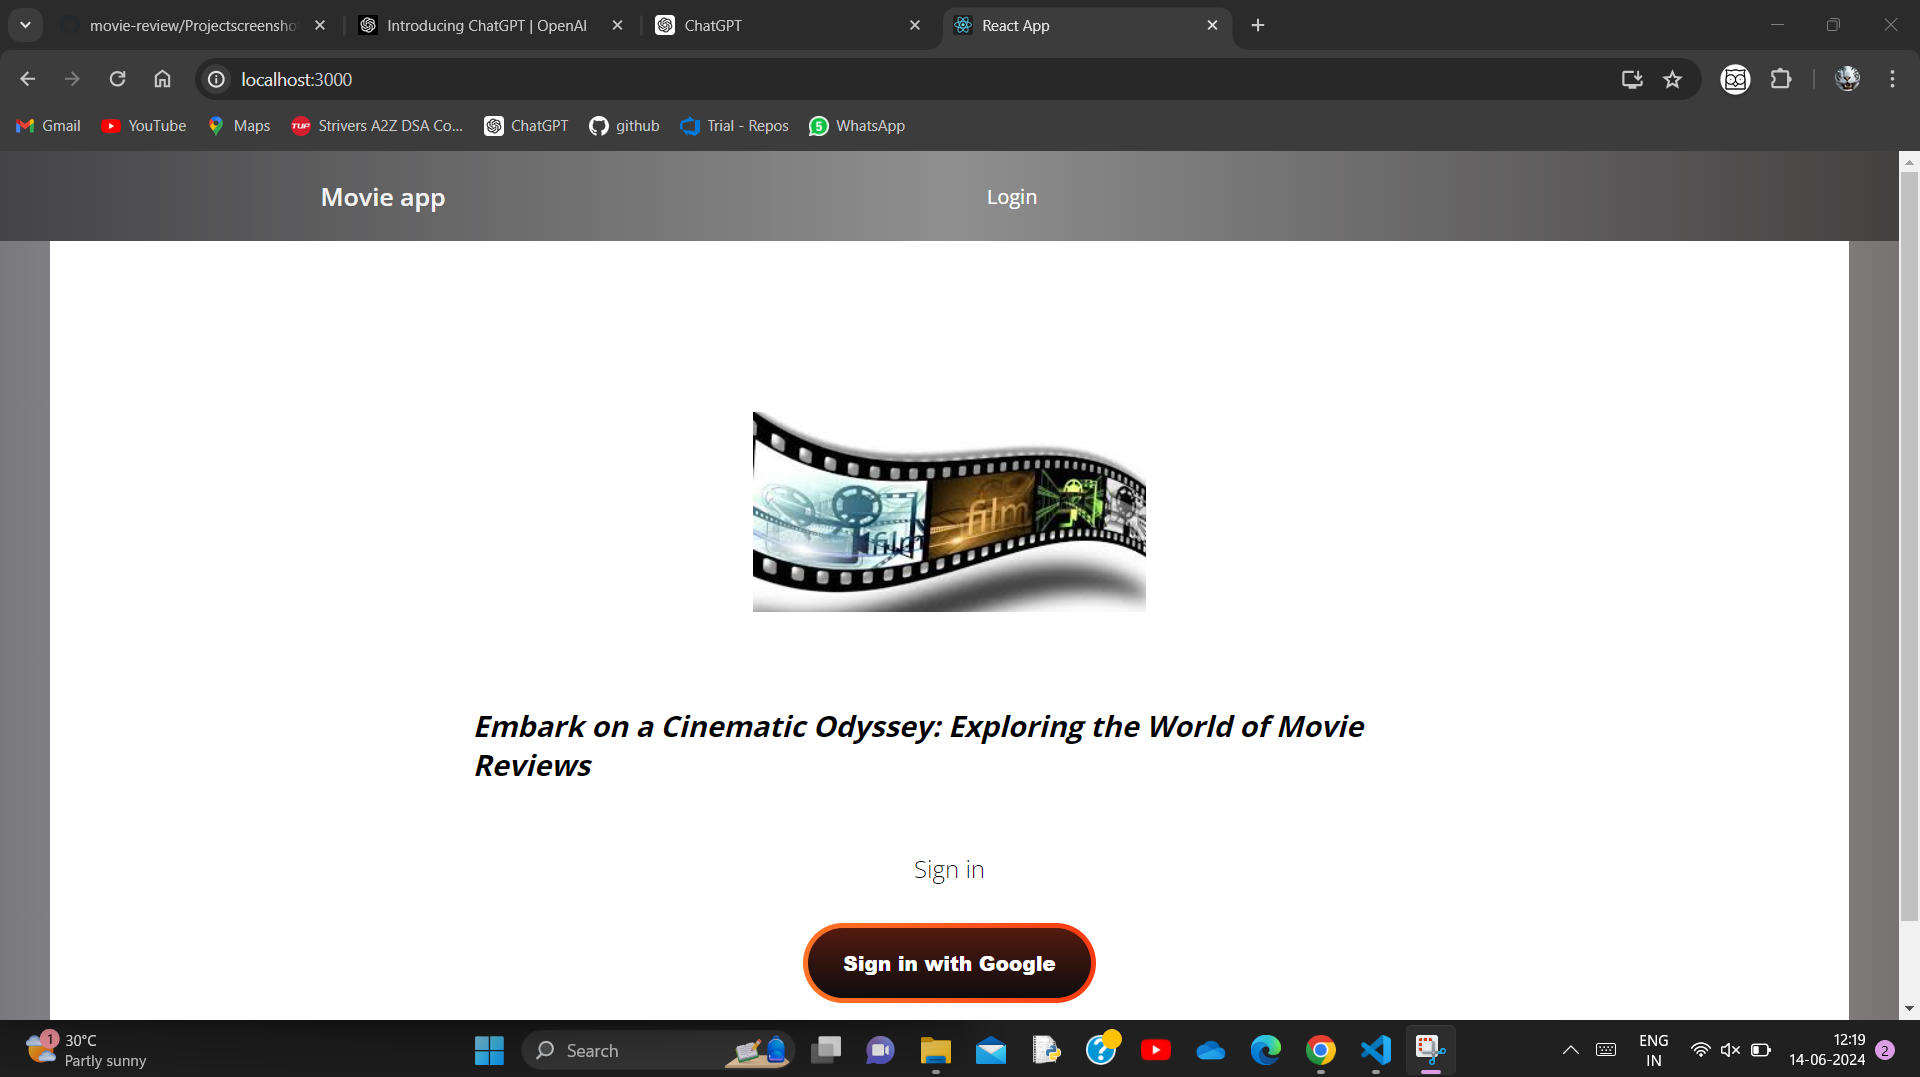 movie-review/Projectscreensho
Introducing ChatGPT | OpenAI
ChatGPT
React App
localhost:3000
Gmail
YouTube
Maps
TUF
Strivers A2Z DSA Co...
ChatGPT
github
Trial - Repos
5
WhatsApp
Movie app
Login
film
film
Embark on a Cinematic Odyssey: Exploring the World of Movie
Reviews
Sign in
Sign in with Google
1
30°C
Partly sunny
Search
ENG
IN
12:19
14-06-2024
2